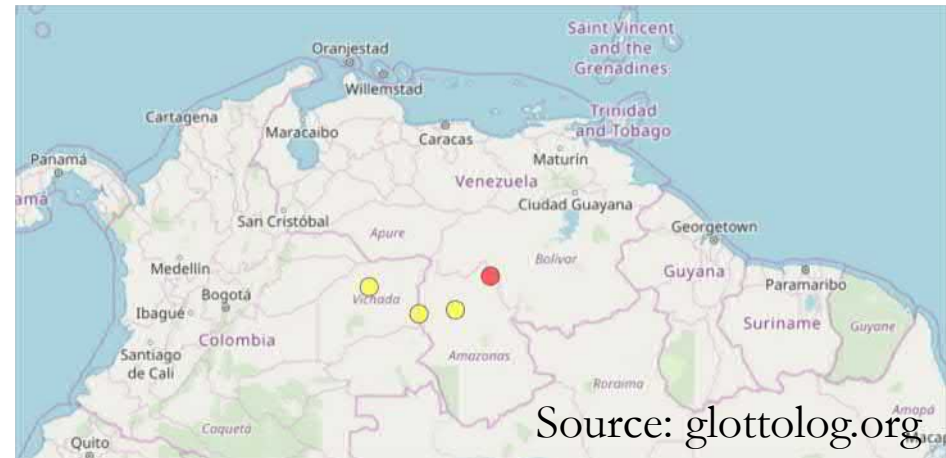 Saint Vincent
and the
Grenadines
Oranjestad
Willemstad
Cartagena
Maracaibo
Caracas
Trinidad
and Tobago
Panamá
amá
Maturín
Venezuela
Ciudad Guayana
San Cristóbal
Apure
Georgetown
Bolívar
Medellín
Guyana
Paramaribo
Bogotá
Vichada
Ibagué
Colombia
Suriname
Guyane
Santiago
de Cali
Amazonas
Roraima
Caquetá
Amapá
Source: glottolog.org
Quito
Macap